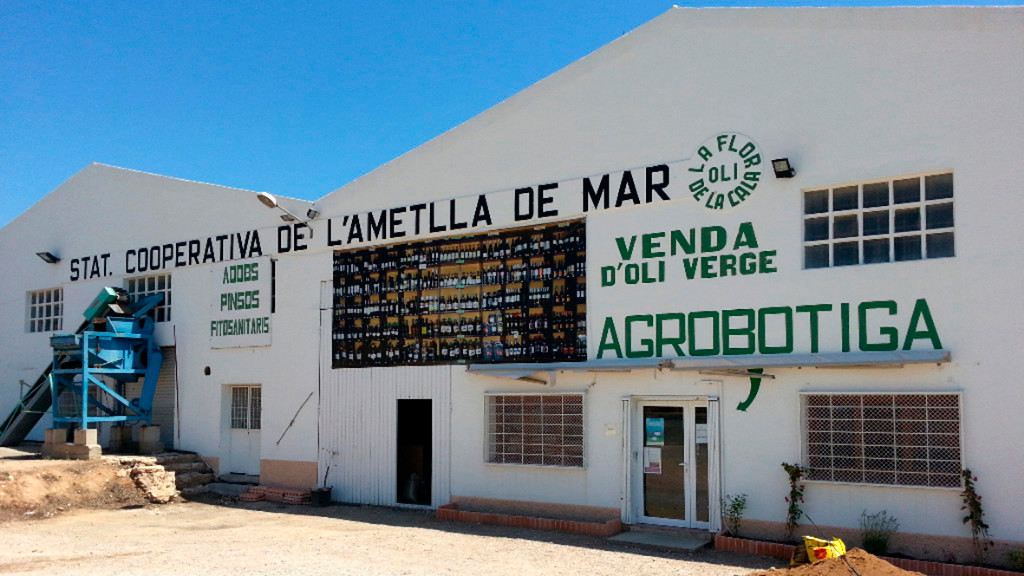 STAT. COOPERATIVA DE L'AMETLLA DE MAR
ADOBS
PINSOS
FITOSANITARIS
LA FLOR
OLI
DE LA CALA
VENDA
D'OLI VERGE
AGROBOTIGA